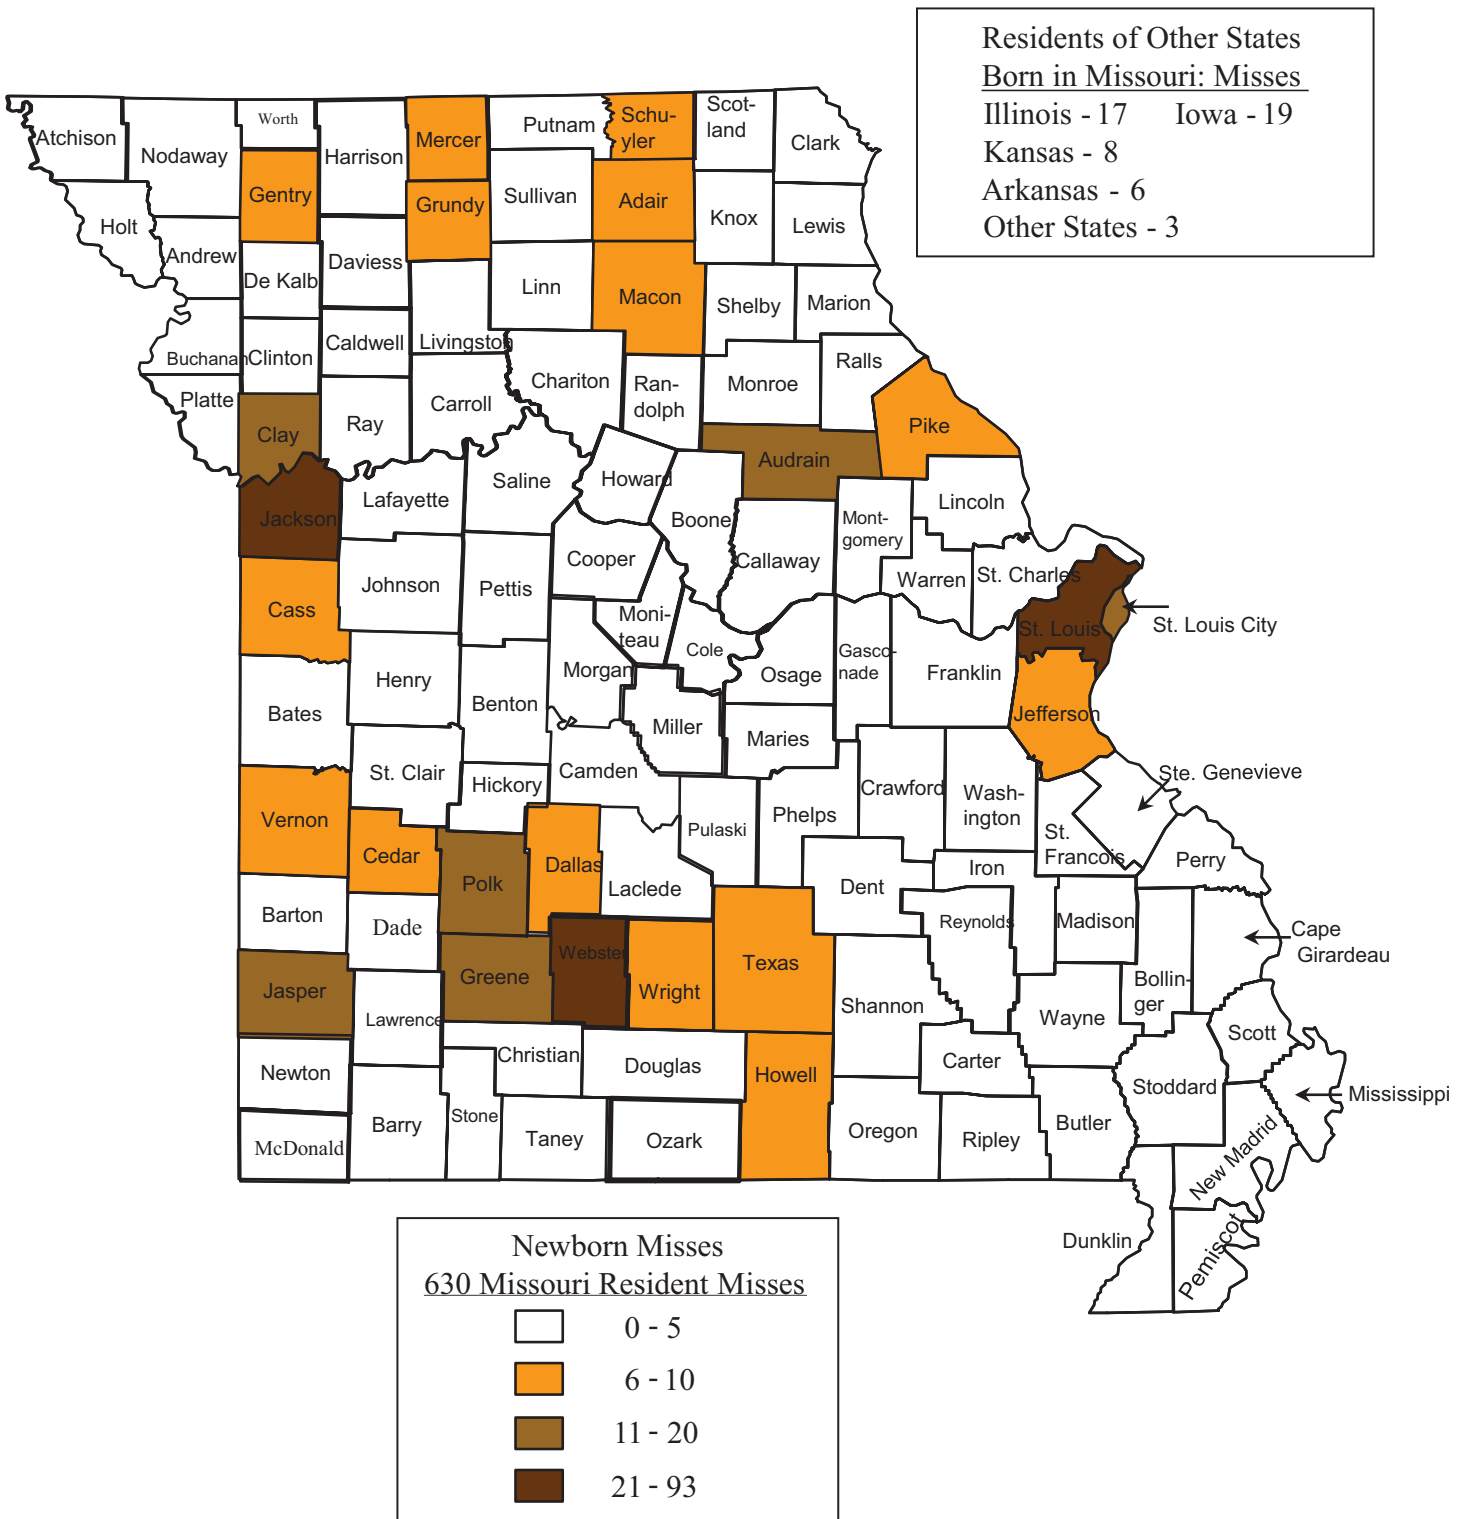 Residents of Other States
Born in Missouri: Misses
Illinois - 17 Iowa - 19
Kansas - 8
Arkansas - 6
Other States - 3
Atchison
Nodaway
Worth
Harrison
Mercer
Putnam
Schu-
yler
Scot-
land
Clark
Holt
Gentry
Grundy
Sullivan
Adair
Knox
Lewis
Andrew
De Kalb
Daviess
Linn
Macon
Shelby
Marion
Buchanan
Clinton
Caldwell
Livingston
Chariton
Ran-
dolph
Monroe
Ralls
Platte
Clay
Ray
Carroll
Audrain
Pike
Jackson
Lafayette
Saline
Howard
Boone
Callaway
Mont-
gomery
Lincoln
Cass
Johnson
Pettis
Cooper
Moni-
teau
Cole
Warren
St. Charles
St. Louis
St. Louis City
Bates
Henry
Benton
Morgan
Miller
Osage
Gasco-
nade
Franklin
Jefferson
Maries
St. Clair
Hickory
Camden
Pulaski
Phelps
Crawford
Wash-
ington
Ste. Genevieve
St.
Francois
Perry
Vernon
Cedar
Polk
Dallas
Laclede
Dent
Iron
Barton
Dade
Greene
Webster
Wright
Texas
Reynolds
Madison
Cape
Girardeau
Jasper
Lawrence
Shannon
Wayne
Bollin-
ger
Scott
Newton
Christian
Douglas
Howell
Carter
Stoddard
Mississippi
McDonald
Barry
Stone
Taney
Ozark
Oregon
Ripley
Butler
New Madrid
Dunklin
Pemiscot
Newborn Misses
630 Missouri Resident Misses
0 - 5
6 - 10
11 - 20
21 - 93